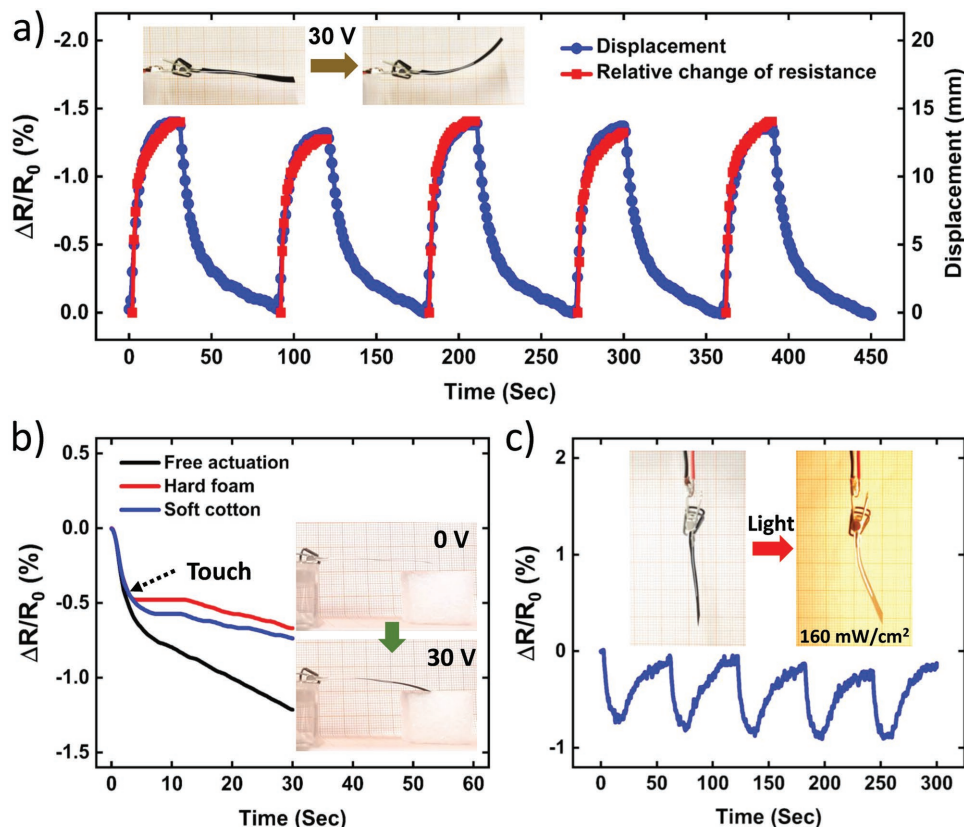 a)
30 V
Displacement
Relative change of resistance
ΔR/R₀ (%)
-2.0
-1.5
-1.0
-0.5
0.0
Displacement (mm)
20
15
10
5
0
0 50 100 150 200 250 300 350 400 450
Time (Sec)
b)
Free actuation
Hard foam
Soft cotton
Touch
0 V
30 V
ΔR/R₀ (%)
0.5
0.0
-0.5
-1.0
-1.5
0 10 20 30 40 50 60
Time (Sec)
c)
Light
160 mW/cm²
ΔR/R₀ (%)
2
1
0
-1
0 50 100 150 200 250 300
Time (Sec)